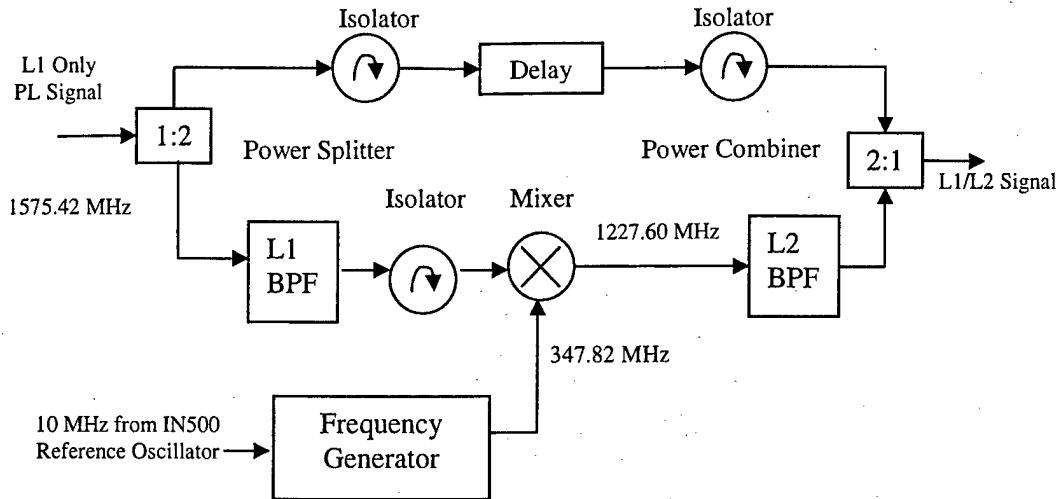 Isolator
Isolator
L1 Only
PL Signal
Delay
1:2
Power Splitter
Power Combiner
2:1
L1/L2 Signal
1575.42 MHz
Isolator
Mixer
1227.60 MHz
L1
BPF
L2
BPF
347.82 MHz
10 MHz from IN500
Reference Oscillator
Frequency
Generator